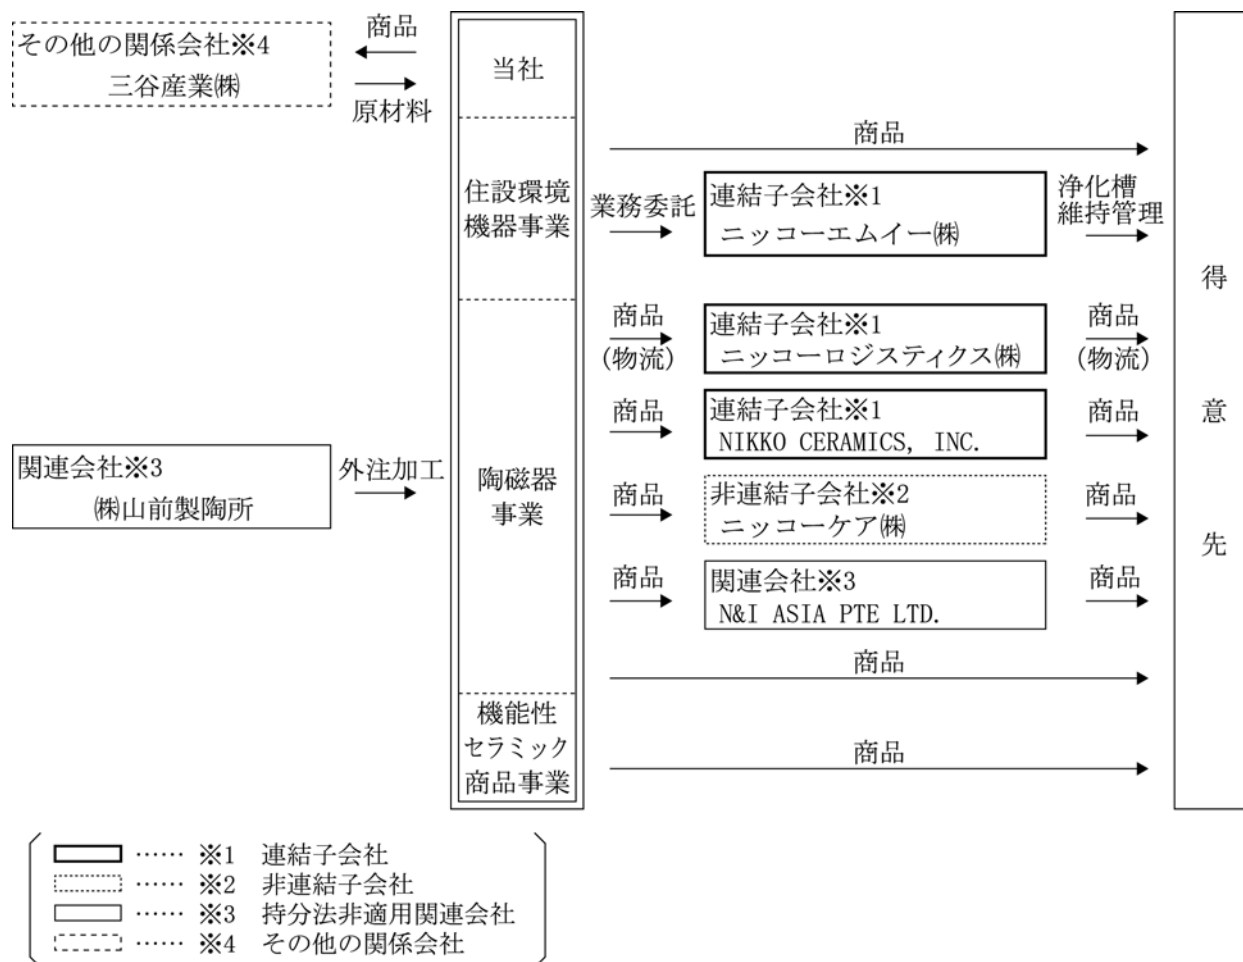 その他の関係会社※4
三谷産業㈱
商品
原材料
当社
住設環境
機器事業
陶磁器
事業
機能性
セラミック
商品事業
関連会社※3
㈱山前製陶所
外注加工
商品
業務委託
連結子会社※1
ニッコーエムイー㈱
浄化槽
維持管理
商品
(物流)
連結子会社※1
ニッコーロジスティクス㈱
商品
(物流)
商品
連結子会社※1
NIKKO CERAMICS, INC.
商品
商品
非連結子会社※2
ニッコーケア㈱
商品
商品
関連会社※3
N&I ASIA PTE LTD.
商品
商品
商品
得意先
…… ※1 連結子会社
…… ※2 非連結子会社
…… ※3 持分法非適用関連会社
…… ※4 その他の関係会社